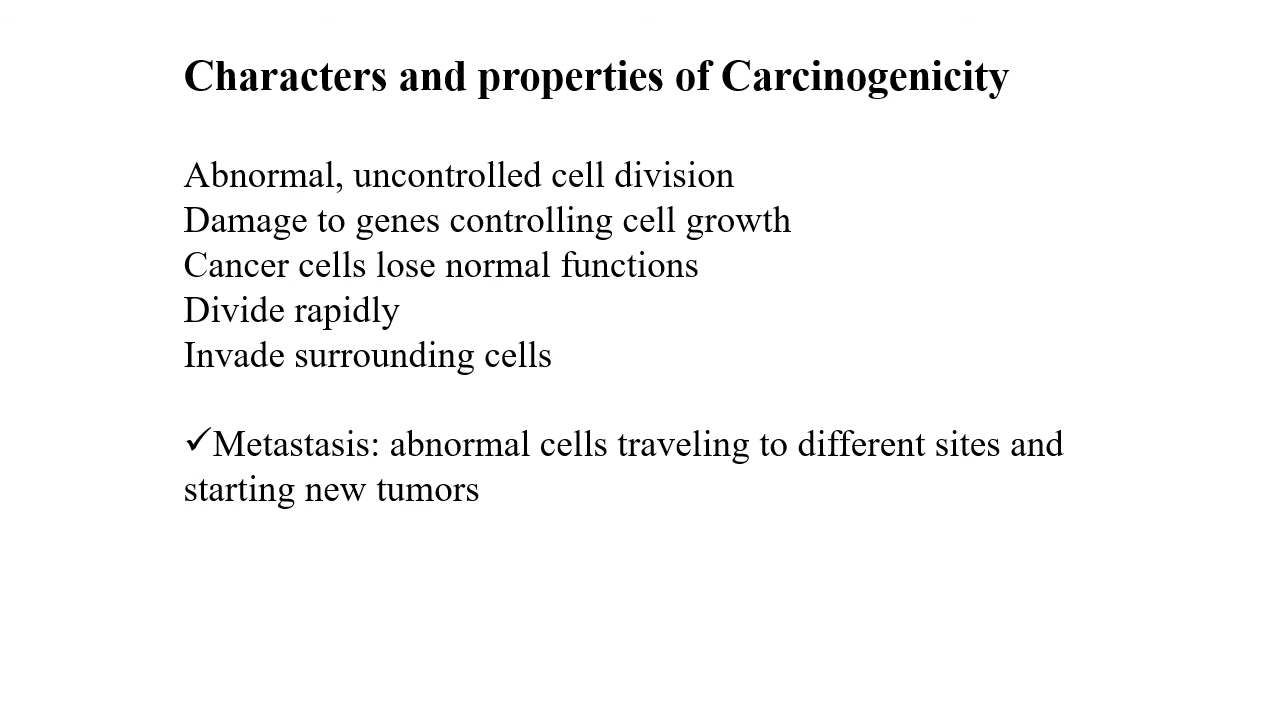 Characters and properties of Carcinogenicity
Abnormal, uncontrolled cell division
Damage to genes controlling cell growth
Cancer cells lose normal functions
Divide rapidly
Invade surrounding cells
✓Metastasis: abnormal cells traveling to different sites and
starting new tumors